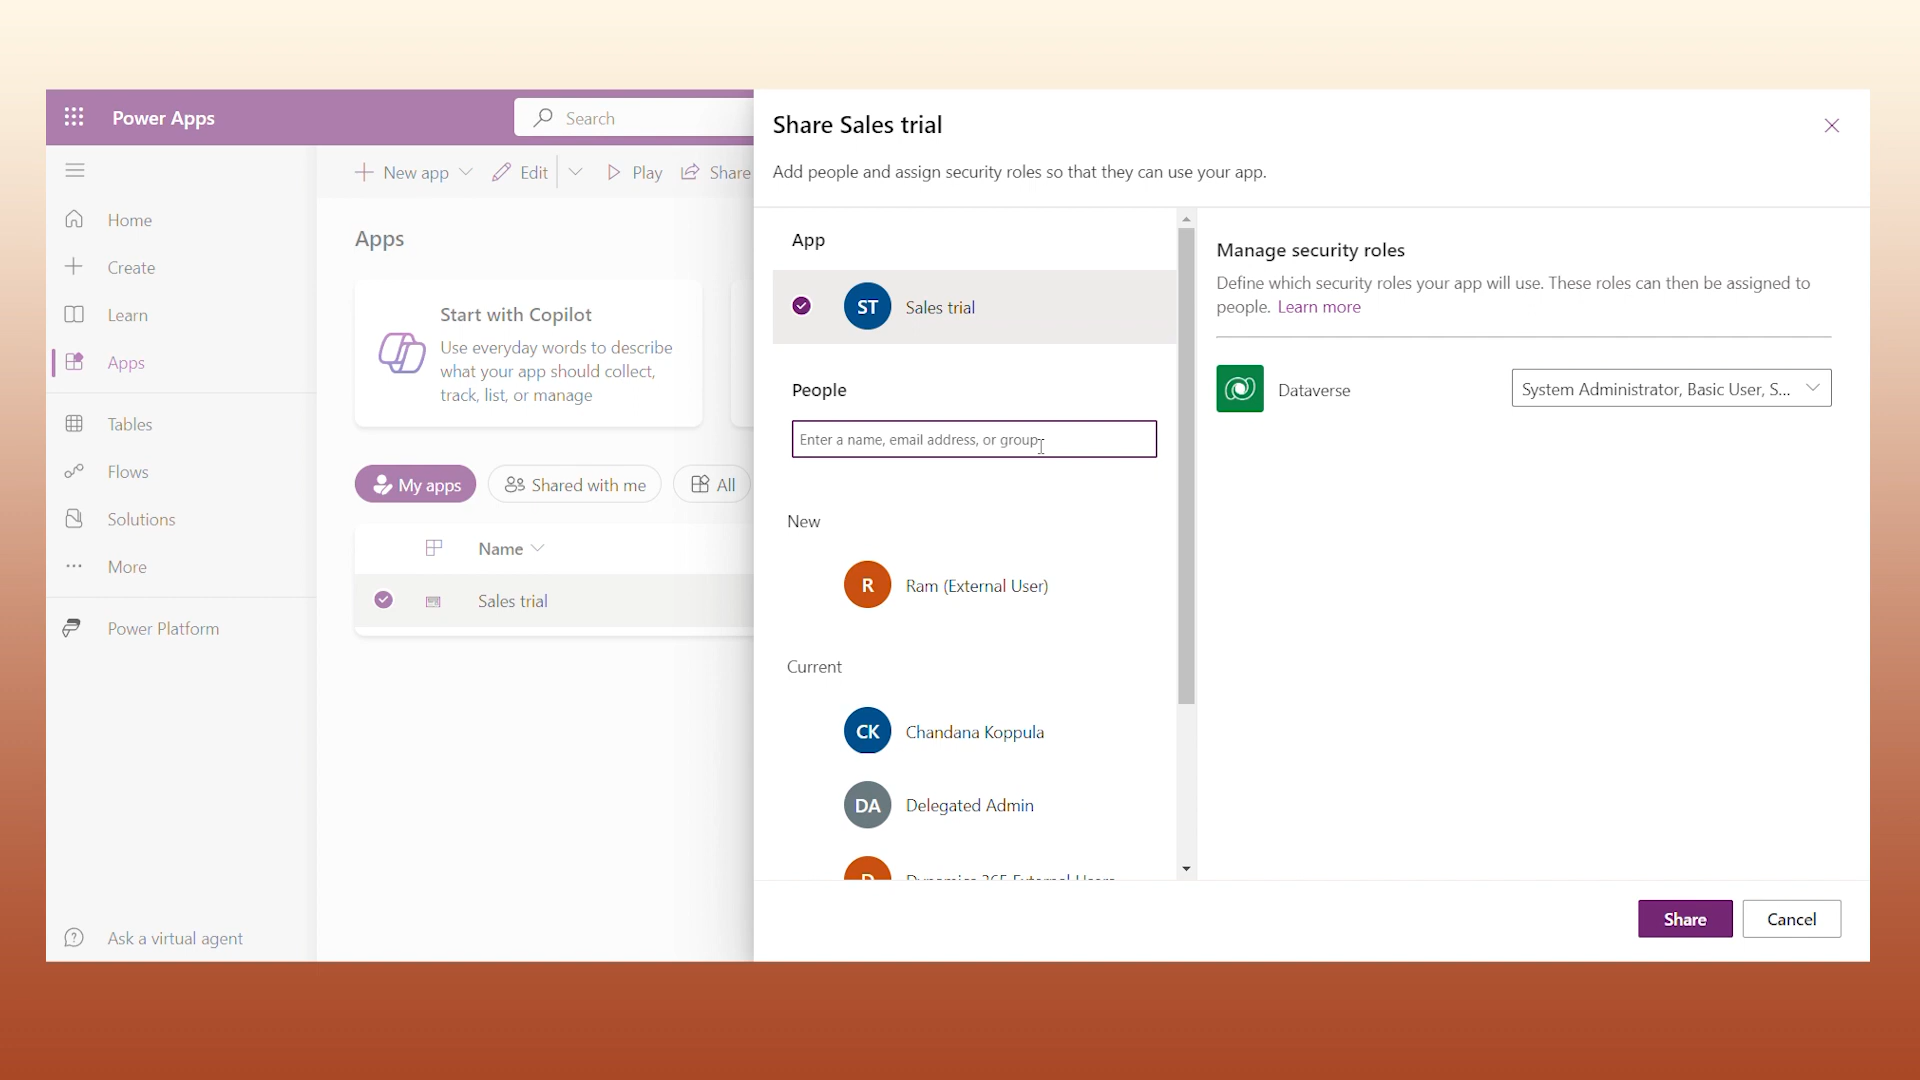 Power Apps
Search
New app
Edit
Play
Share
Home
Create
Learn
Apps
Tables
Flows
Solutions
More
Power Platform
Ask a virtual agent
Apps
Start with Copilot
Use everyday words to describe
what your app should collect,
track, list, or manage
My apps
Shared with me
All
Name
Sales trial
Share Sales trial
Add people and assign security roles so that they can use your app.
App
ST
Sales trial
People
Enter a name, email address, or group
New
R
Ram (External User)
Current
CK
Chandana Koppula
DA
Delegated Admin
D
Dynamics 365 External Users
Manage security roles
Define which security roles your app will use. These roles can then be assigned to
people. Learn more
Dataverse
System Administrator, Basic User, S...
Share
Cancel